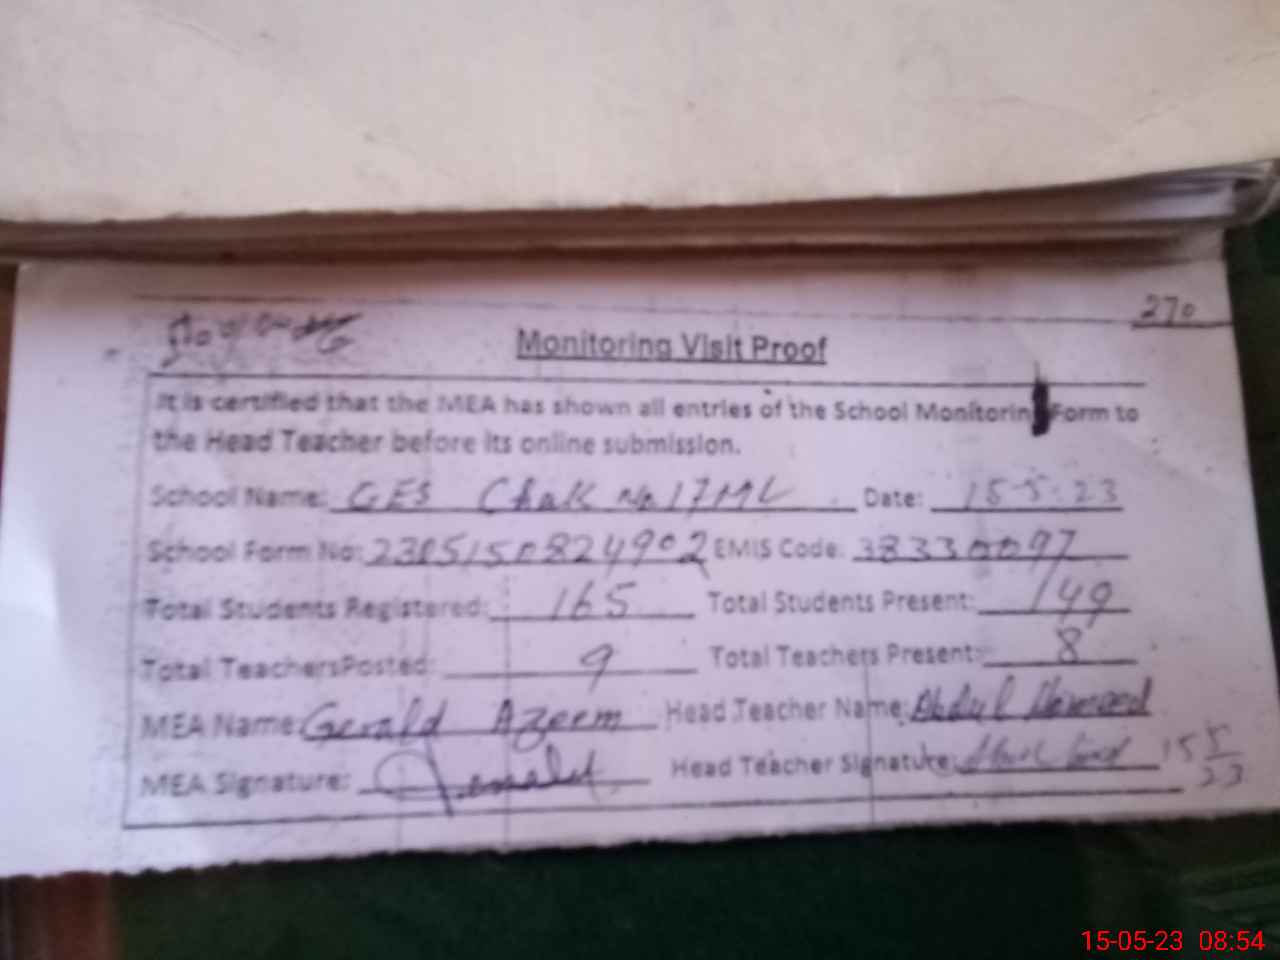 270
Monitoring Visit Proof
It is certified that the MEA has shown all entries of the School Monitoring Form to
the Head Teacher before its online submission.
School Name: GES Chak No 17ML Date: 15-5-23
School Form No: 2305150824902 EMIS Code: 38330097
Total Students Registered: 165 Total Students Present: 149
Total TeachersPosted: 9 Total Teachers Present: 8
MEA Name: Gerald Azeem Head Teacher Name: Abdul Hameed
MEA Signature: Gerald Head Teacher Signature: 15 5
23
15-05-23 08:54